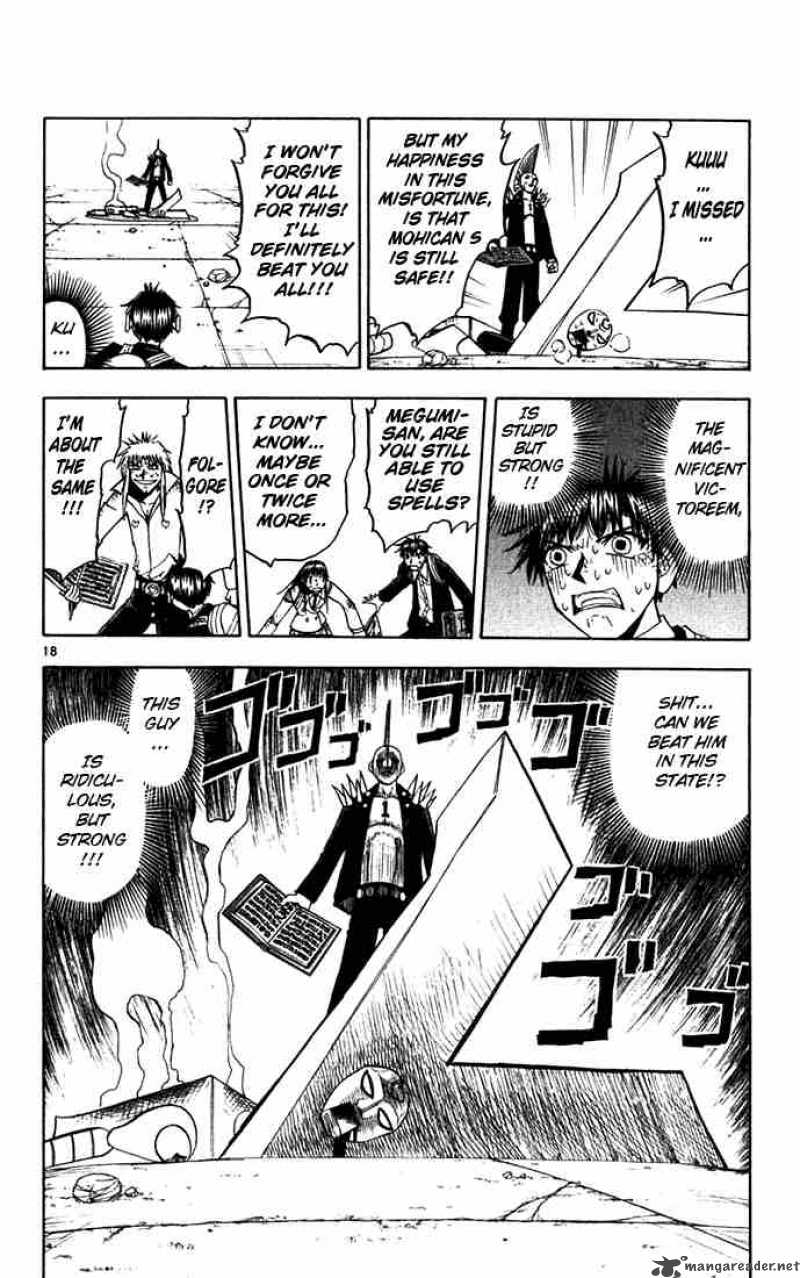 KUUU
...
I MISSED
...
BUT MY
HAPPINESS
IN THIS
MISFORTUNE,
IS THAT
MOHICAN S
IS STILL
SAFE!!
I WON'T
FORGIVE
YOU ALL
FOR THIS!
I'LL
DEFINITELY
BEAT YOU
ALL!!!
KU
...
THE
MAG-
NIFICENT
VIC-
TOREEM,
IS
STUPID
BUT
STRONG
!!
MEGUMI-
SAN, ARE
YOU STILL
ABLE TO
USE
SPELLS?
I DON'T
KNOW...
MAYBE
ONCE OR
TWICE
MORE...
FOL-
GORE
!?
I'M
ABOUT
THE
SAME
!!!
18
SHIT...
CAN WE
BEAT HIM
IN THIS
STATE!?
ゴゴゴ
ゴゴゴ
ゴゴゴ
THIS
GUY
...
IS
RIDICU-
LOUS,
BUT
STRONG
!!!
mangareader.net